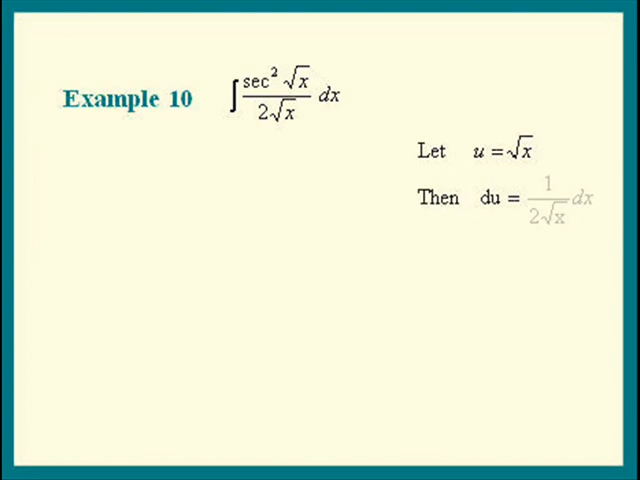 Example 10 ∫ sec² √x / 2√x dx
Let u = √x
Then du = 1 / 2√x dx